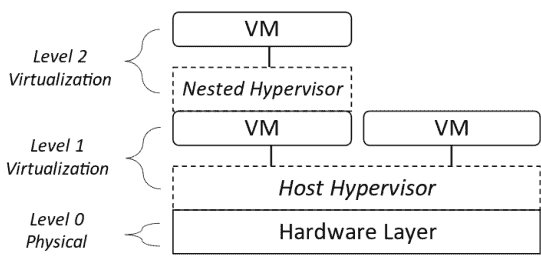 VM
Level 2
Virtualization
Nested Hypervisor
VM
VM
Level 1
Virtualization
Host Hypervisor
Level 0
Physical
Hardware Layer